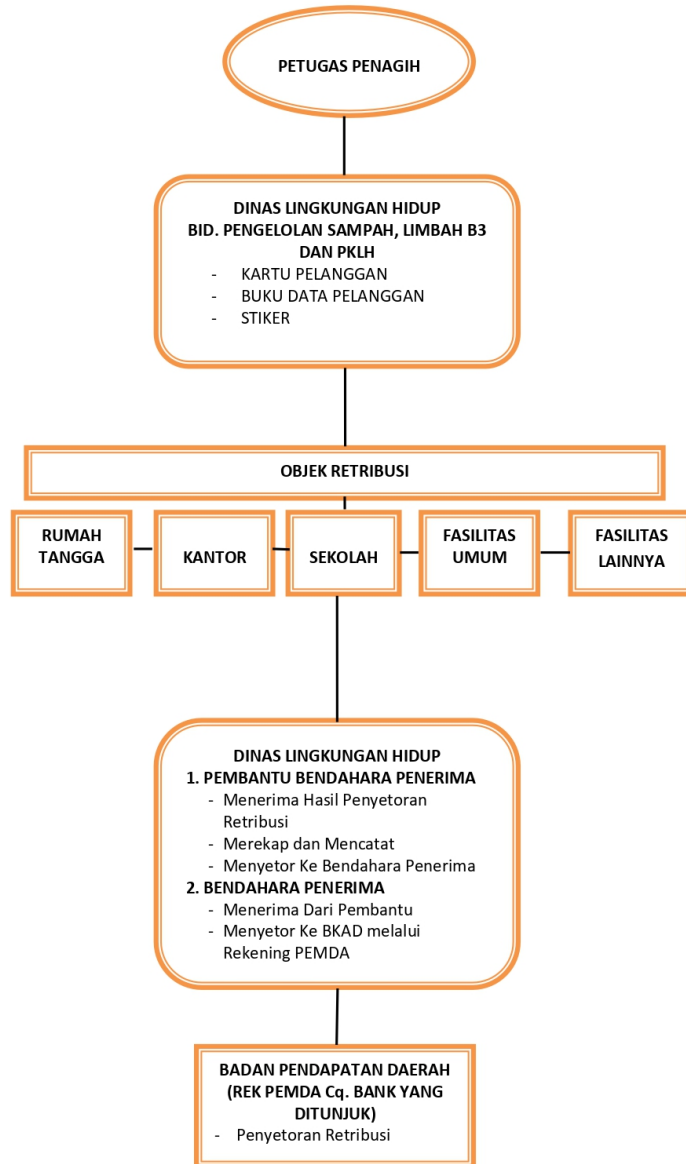 PETUGAS PENAGIH
DINAS LINGKUNGAN HIDUP
BID. PENGELOLAN SAMPAH, LIMBAH B3
DAN PKLH
- KARTU PELANGGAN
- BUKU DATA PELANGGAN
- STIKER
OBJEK RETRIBUSI
RUMAH
TANGGA
KANTOR
SEKOLAH
FASILITAS
UMUM
FASILITAS
LAINNYA
DINAS LINGKUNGAN HIDUP
1. PEMBANTU BENDAHARA PENERIMA
- Menerima Hasil Penyetoran
Retribusi
- Merekap dan Mencatat
- Menyetor Ke Bendahara Penerima
2. BENDAHARA PENERIMA
- Menerima Dari Pembantu
- Menyetor Ke BKAD melalui
Rekening PEMDA
BADAN PENDAPATAN DAERAH
(REK PEMDA Cq. BANK YANG
DITUNJUK)
- Penyetoran Retribusi